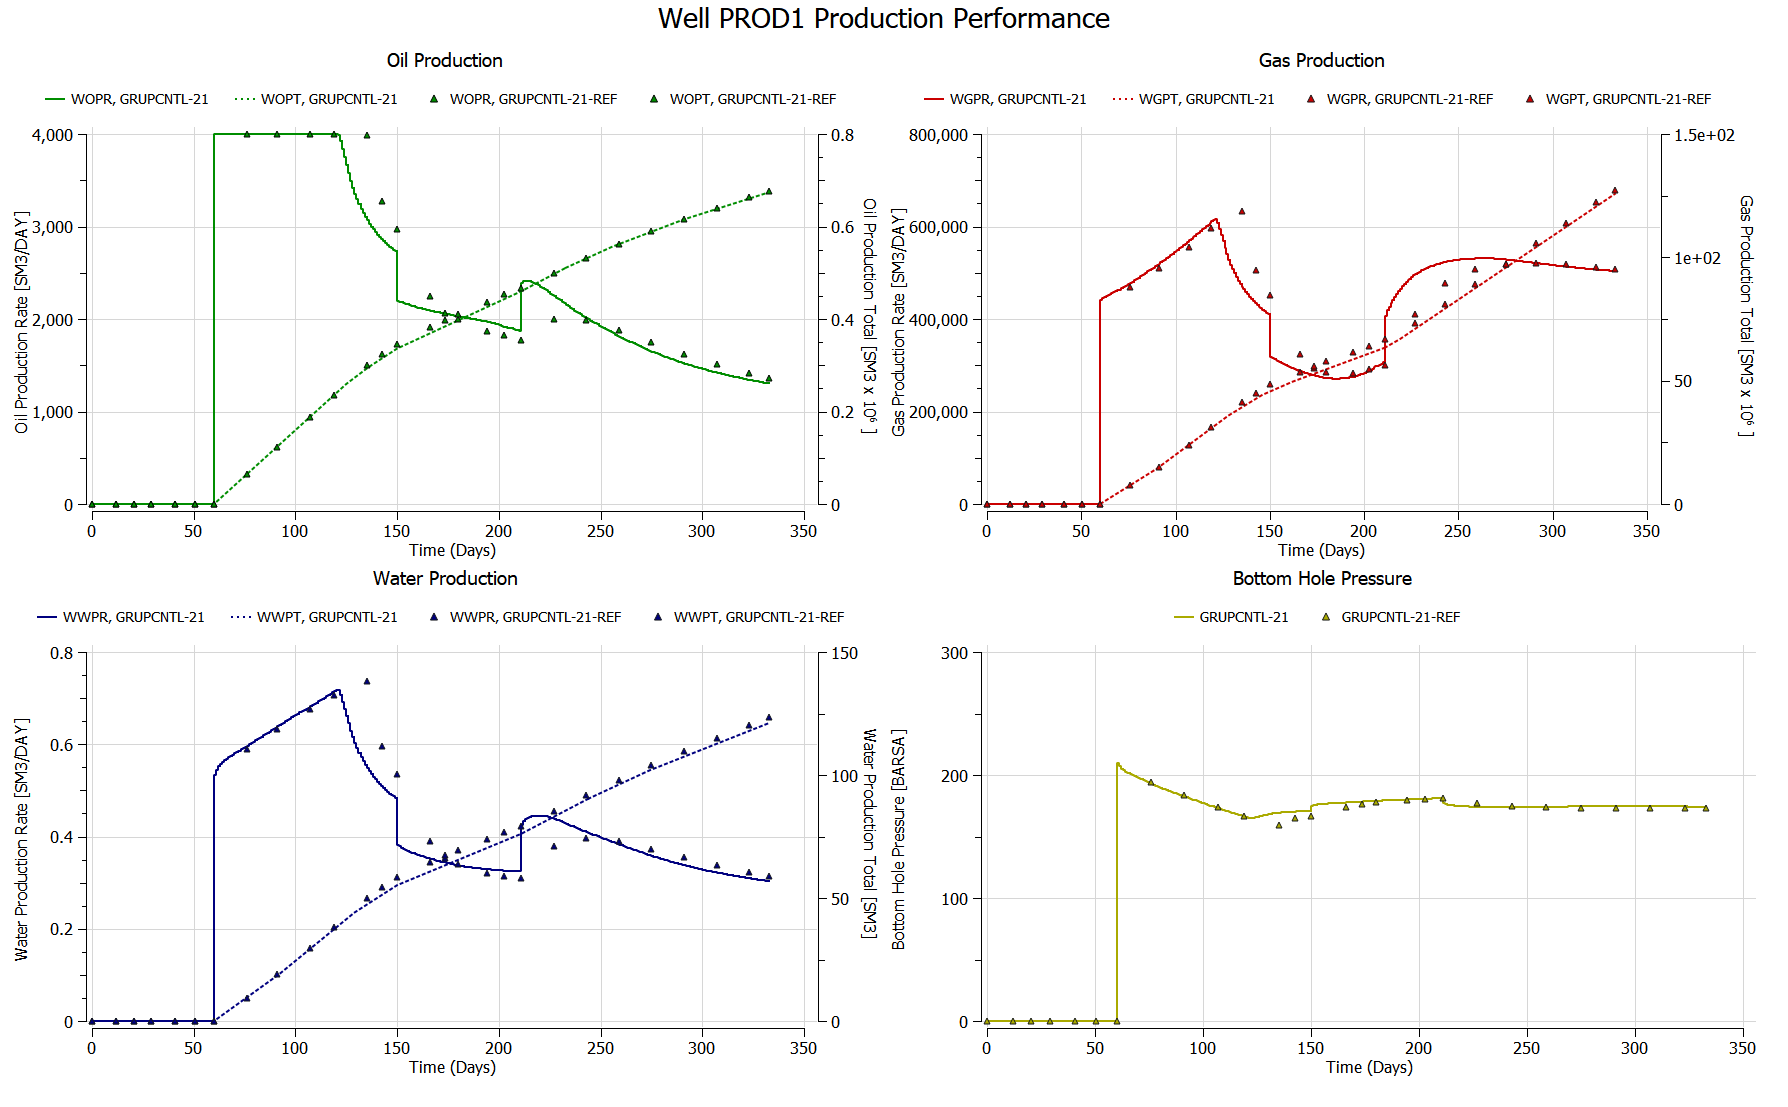 Well PROD1 Production Performance
Oil Production
WOPR, GRUPCNTL-21 WOPT, GRUPCNTL-21 WOPR, GRUPCNTL-21-REF WOPT, GRUPCNTL-21-REF
4,000
3,000
2,000
1,000
0
Oil Production Rate [SM3/DAY]
0.8
0.6
0.4
0.2
0
Oil Production Total [SM3 x 10⁶ ]
0 50 100 150 200 250 300 350
Time (Days)
Gas Production
WGPR, GRUPCNTL-21 WGPT, GRUPCNTL-21 WGPR, GRUPCNTL-21-REF WGPT, GRUPCNTL-21-REF
800,000
600,000
400,000
200,000
0
Gas Production Rate [SM3/DAY]
1.5e+02
1e+02
50
0
Gas Production Total [SM3 x 10⁶ ]
0 50 100 150 200 250 300 350
Time (Days)
Water Production
WWPR, GRUPCNTL-21 WWPT, GRUPCNTL-21 WWPR, GRUPCNTL-21-REF WWPT, GRUPCNTL-21-REF
0.8
0.6
0.4
0.2
0
Water Production Rate [SM3/DAY]
150
100
50
0
Water Production Total [SM3]
0 50 100 150 200 250 300 350
Time (Days)
Bottom Hole Pressure
GRUPCNTL-21 GRUPCNTL-21-REF
300
200
100
0
Bottom Hole Pressure [BARSA]
0 50 100 150 200 250 300 350
Time (Days)